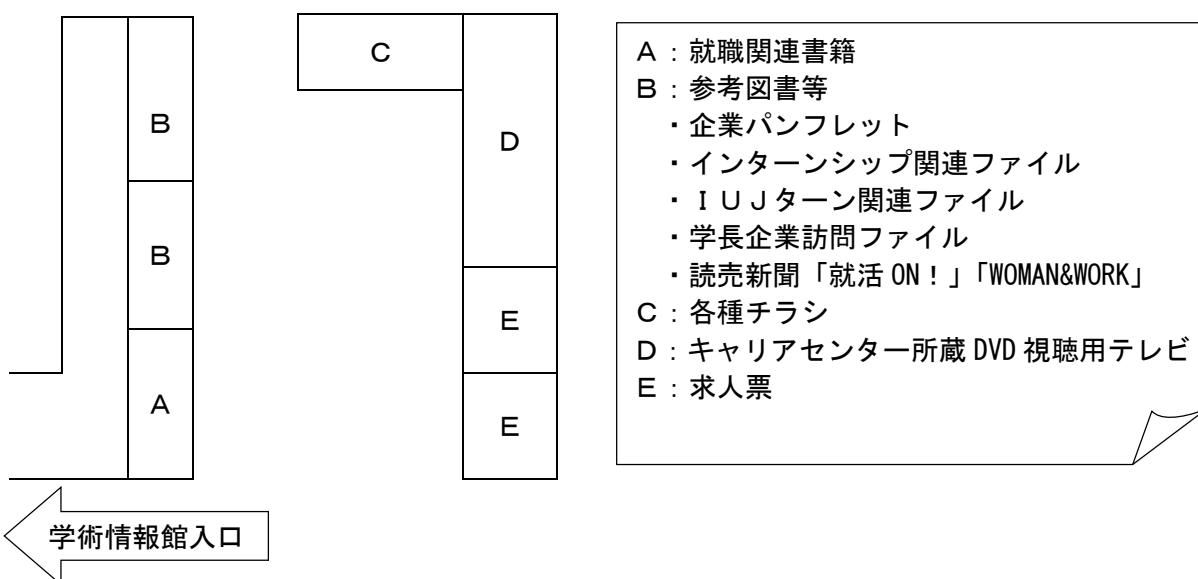 C
B
D
B
E
A
E
学術情報館入口
A：就職関連書籍
B：参考図書等
・企業パンフレット
・インターンシップ関連ファイル
・ＩＵＪターン関連ファイル
・学長企業訪問ファイル
・読売新聞「就活 ON！」「WOMAN&WORK」
C：各種チラシ
D：キャリアセンター所蔵 DVD 視聴用テレビ
E：求人票